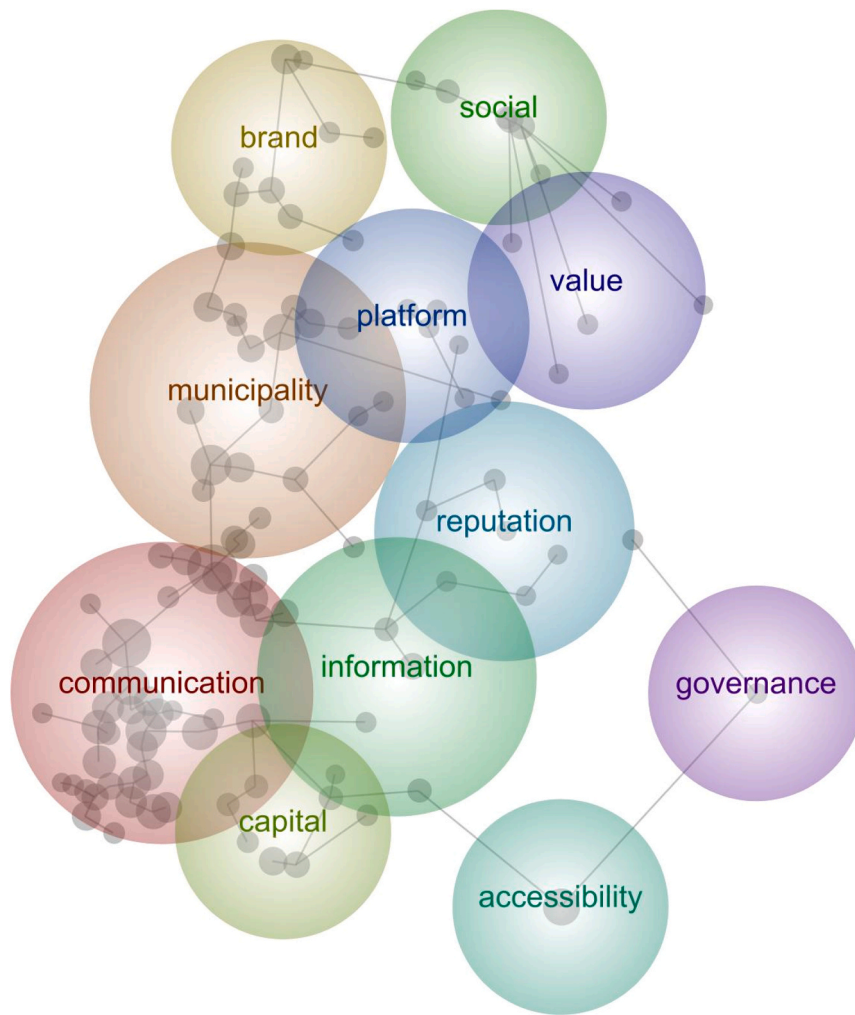 social
brand
value
platform
municipality
reputation
information
communication
governance
capital
accessibility